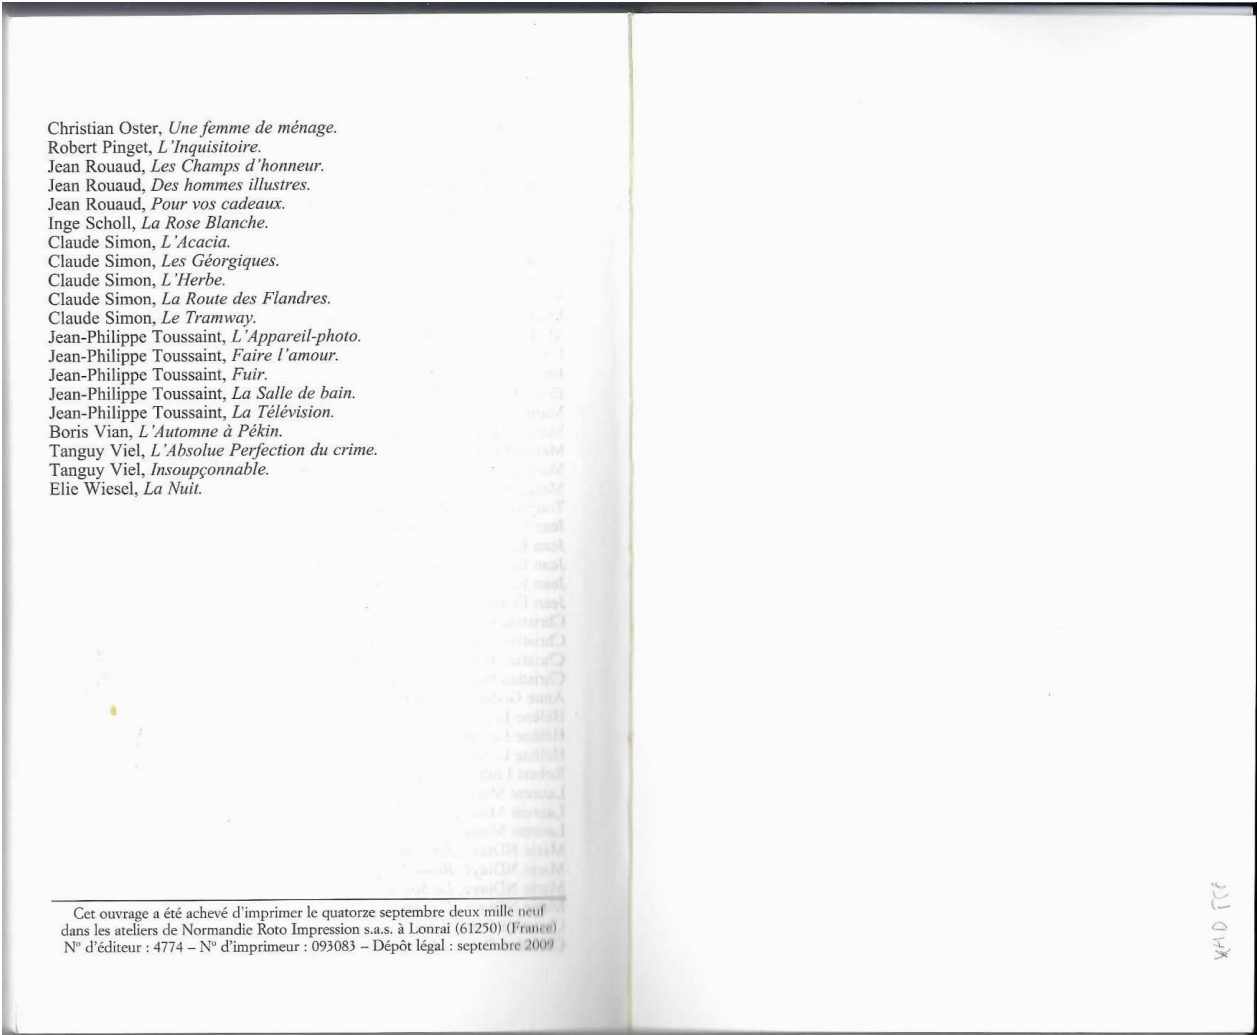 Christian Oster, Une femme de ménage.
Robert Pinget, L'Inquisitoire.
Jean Rouaud, Les Champs d'honneur.
Jean Rouaud, Des hommes illustres.
Jean Rouaud, Pour vos cadeaux.
Inge Scholl, La Rose Blanche.
Claude Simon, L'Acacia.
Claude Simon, Les Géorgiques.
Claude Simon, L'Herbe.
Claude Simon, La Route des Flandres.
Claude Simon, Le Tramway.
Jean-Philippe Toussaint, L'Appareil-photo.
Jean-Philippe Toussaint, Faire l'amour.
Jean-Philippe Toussaint, Fuir.
Jean-Philippe Toussaint, La Salle de bain.
Jean-Philippe Toussaint, La Télévision.
Boris Vian, L'Automne à Pékin.
Tanguy Viel, L'Absolue Perfection du crime.
Tanguy Viel, Insoupçonnable.
Elie Wiesel, La Nuit.
Cet ouvrage a été achevé d'imprimer le quatorze septembre deux mille neuf
dans les ateliers de Normandie Roto Impression s.a.s. à Lonrai (61250) (France)
N° d'éditeur : 4774 – N° d'imprimeur : 093083 – Dépôt légal : septembre 2009